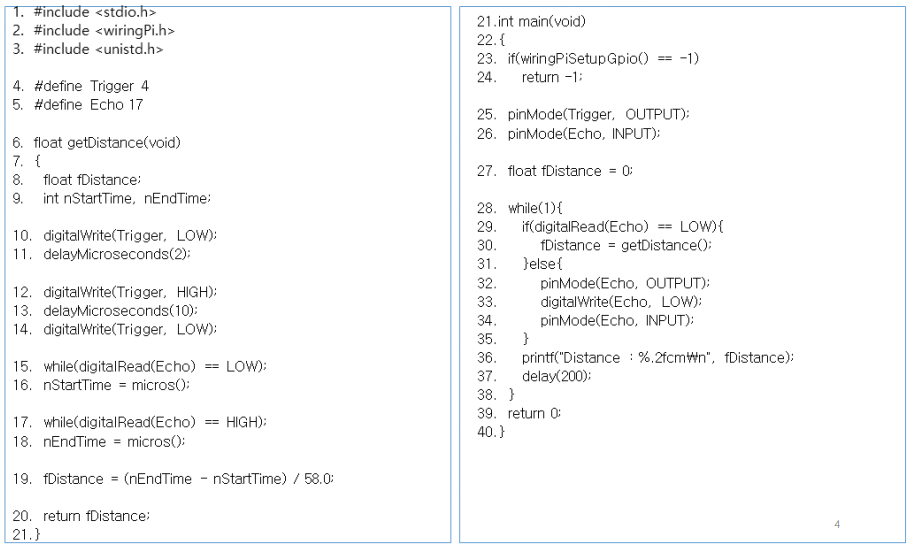 1. #include <stdio.h>
2. #include <wiringPi.h>
3. #include <unistd.h>
4. #define Trigger 4
5. #define Echo 17
6. float getDistance(void)
7. {
8. float fDistance;
9. int nStartTime, nEndTime;
10. digitalWrite(Trigger, LOW);
11. delayMicroseconds(2);
12. digitalWrite(Trigger, HIGH);
13. delayMicroseconds(10);
14. digitalWrite(Trigger, LOW);
15. while(digitalRead(Echo) == LOW);
16. nStartTime = micros();
17. while(digitalRead(Echo) == HIGH);
18. nEndTime = micros();
19. fDistance = (nEndTime - nStartTime) / 58.0;
20. return fDistance;
21.}
21.int main(void)
22.{
23. if(wiringPiSetupGpio() == -1)
24. return -1;
25. pinMode(Trigger, OUTPUT);
26. pinMode(Echo, INPUT);
27. float fDistance = 0;
28. while(1){
29. if(digitalRead(Echo) == LOW){
30. fDistance = getDistance();
31. }else{
32. pinMode(Echo, OUTPUT);
33. digitalWrite(Echo, LOW);
34. pinMode(Echo, INPUT);
35. }
36. printf("Distance : %.2fcm₩n", fDistance);
37. delay(200);
38. }
39. return 0;
40.}
4